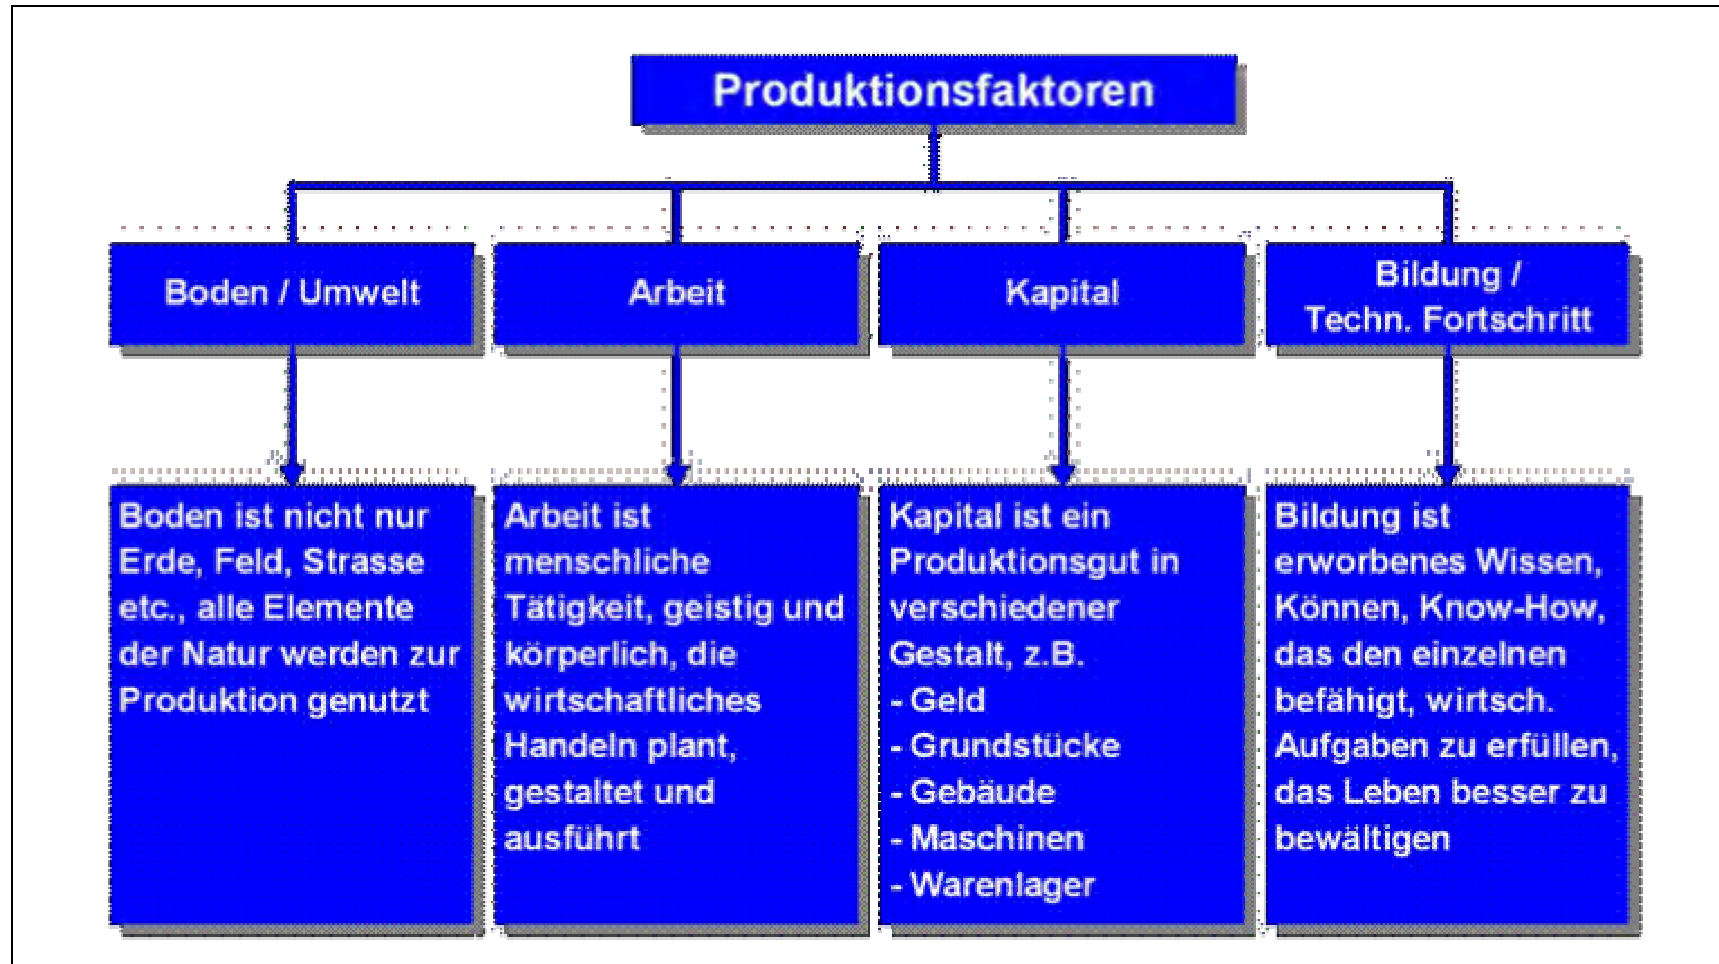 Produktionsfaktoren
Boden / Umwelt
Arbeit
Kapital
Bildung /
Techn. Fortschritt
Boden ist nicht nur
Erde, Feld, Strasse
etc., alle Elemente
der Natur werden zur
Produktion genutzt
Arbeit ist
menschliche
Tätigkeit, geistig und
körperlich, die
wirtschaftliches
Handeln plant,
gestaltet und
ausführt
Kapital ist ein
Produktionsgut in
verschiedener
Gestalt, z.B.
- Geld
- Grundstücke
- Gebäude
- Maschinen
- Warenlager
Bildung ist
erworbenes Wissen,
Können, Know-How,
das den einzelnen
befähigt, wirtsch.
Aufgaben zu erfüllen,
das Leben besser zu
bewältigen